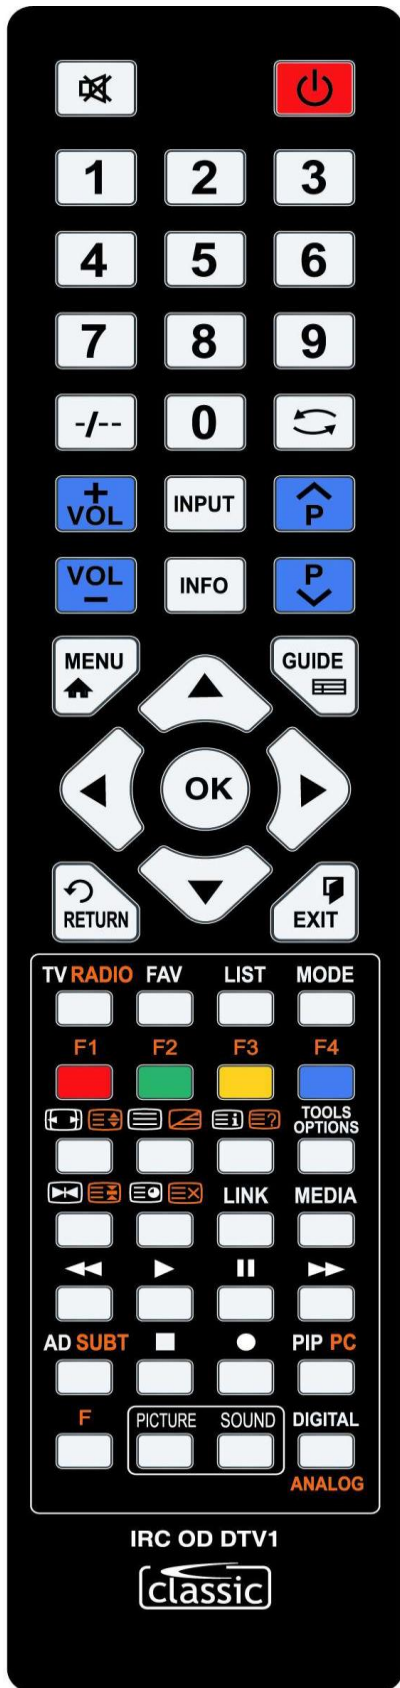 1 2 3
4 5 6
7 8 9
-/-- 0
+
VOL INPUT P
VOL
– INFO P
MENU GUIDE
OK
RETURN EXIT
TV RADIO FAV LIST MODE
F1 F2 F3 F4
i ? TOOLS
OPTIONS
LINK MEDIA
AD SUBT PIP PC
F PICTURE SOUND DIGITAL
ANALOG
IRC OD DTV1
classic